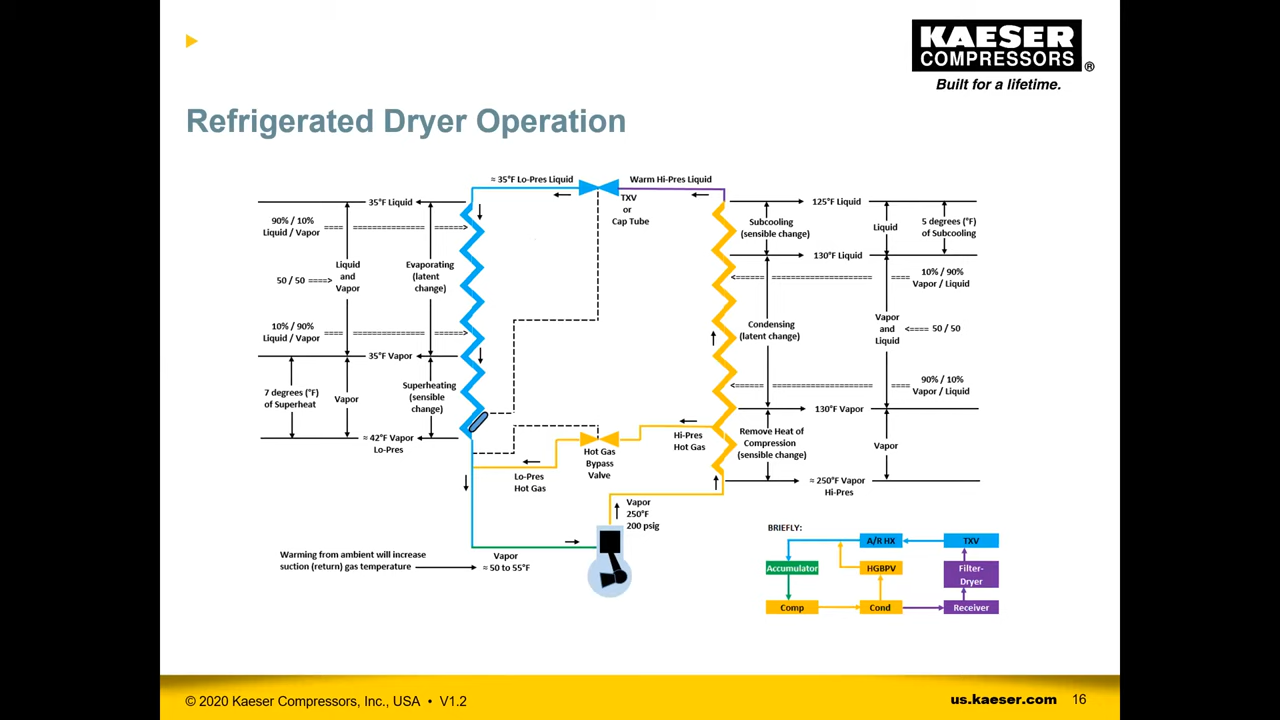 KAESER
COMPRESSORS
®
Built for a lifetime.
Refrigerated Dryer Operation
≈ 35°F Lo-Pres Liquid
Warm Hi-Pres Liquid
TXV
or
Cap Tube
35°F Liquid
90% / 10%
Liquid / Vapor
50 / 50 ====>
Liquid
and
Vapor
Evaporating
(latent
change)
10% / 90%
Liquid / Vapor
35°F Vapor
7 degrees (°F)
of Superheat
Vapor
Superheating
(sensible
change)
≈ 42°F Vapor
Lo-Pres
125°F Liquid
Subcooling
(sensible change)
Liquid
5 degrees (°F)
of Subcooling
130°F Liquid
10% / 90%
Vapor / Liquid
Condensing
(latent change)
Vapor
and
Liquid
<==== 50 / 50
90% / 10%
Vapor / Liquid
130°F Vapor
Remove Heat of
Compression
(sensible change)
Vapor
≈ 250°F Vapor
Hi-Pres
Hi-Pres
Hot Gas
Hot Gas
Bypass
Valve
Lo-Pres
Hot Gas
Vapor
250°F
200 psig
Warming from ambient will increase
suction (return) gas temperature
Vapor
≈ 50 to 55°F
BRIEFLY:
A/R HX
TXV
Accumulator
HGBPV
Filter-
Dryer
Comp
Cond
Receiver
© 2020 Kaeser Compressors, Inc., USA • V1.2
us.kaeser.com
16